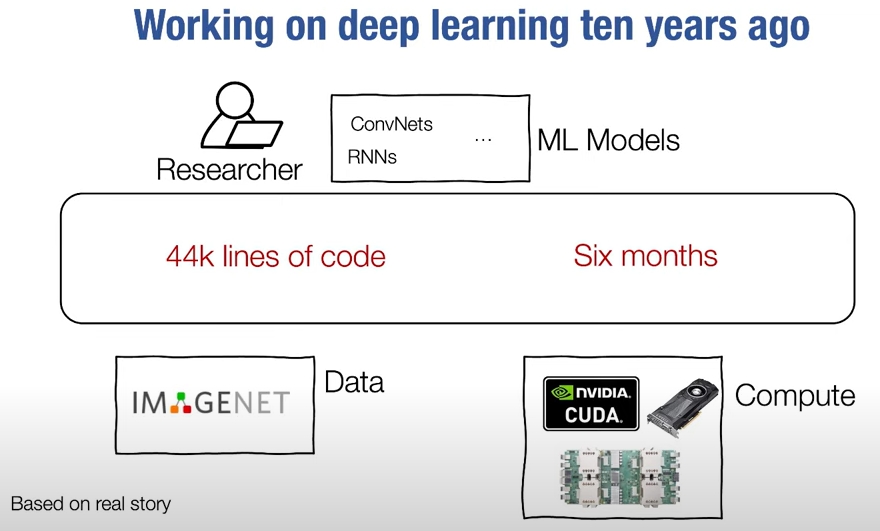 Working on deep learning ten years ago
ConvNets
...
RNNs
ML Models
Researcher
44k lines of code
Six months
IMAGENET
Data
NVIDIA.
CUDA.
Compute
Based on real story